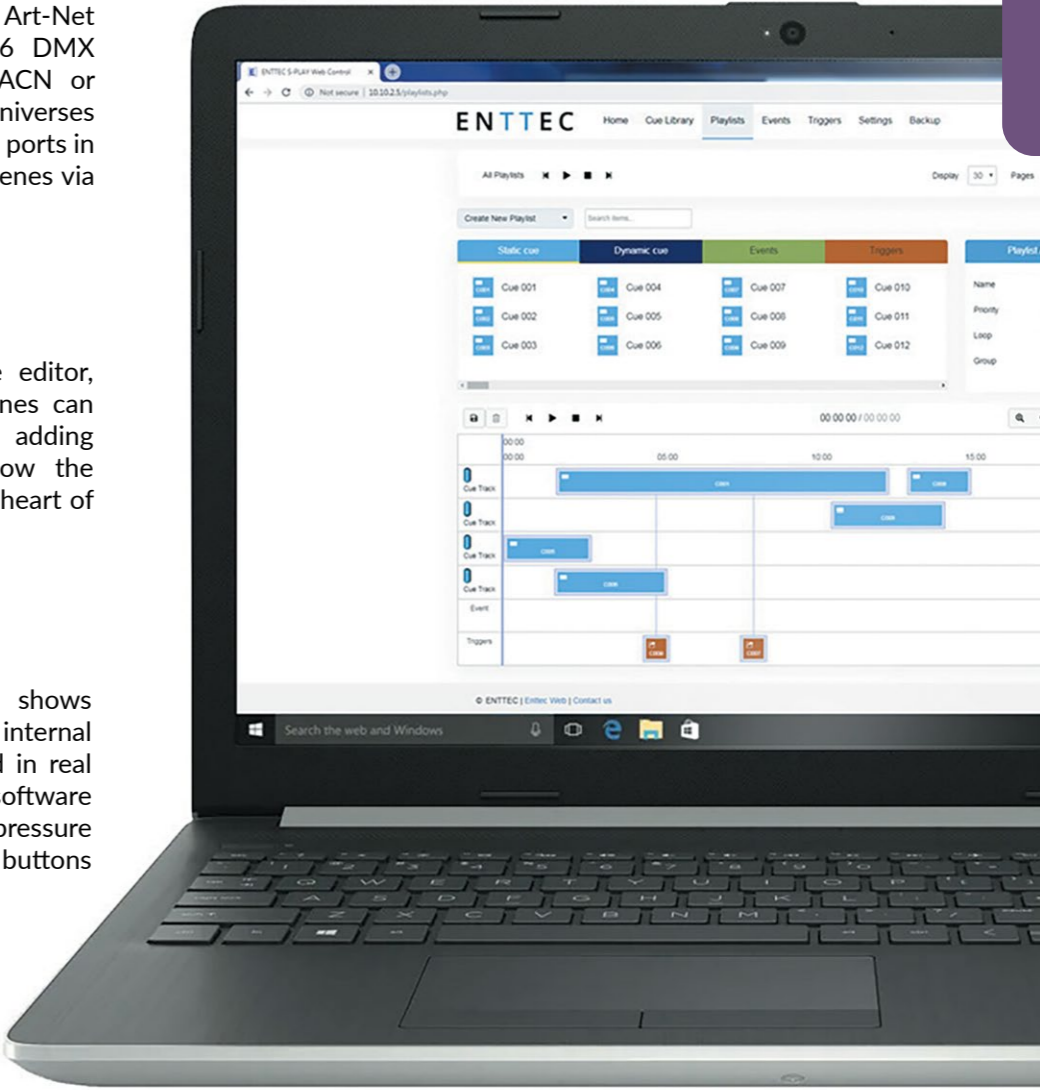 Art-Net
6 DMX
ACN or
niverses
ports in
enes via
e editor,
nes can
adding
ow the
heart of
shows
internal
d in real
software
pressure
buttons
ENTTEC S-PLAY Web Control
Not secure | 10.10.2.5/playlists.php
ENTTEC Home Cue Library Playlists Events Triggers Settings Backup
All Playlists Display 30 Pages
Create New Playlist Search items...
Static cue Dynamic cue Events Triggers Playlist
Cue 001 Cue 004 Cue 007 Cue 010 Name
Cue 002 Cue 005 Cue 008 Cue 011 Priority
Cue 003 Cue 006 Cue 009 Cue 012 Loop
Group
00:00:00 / 00:00:00
00:00
00:00 05:00 10:00 15:00
Cue Track
Cue Track
Cue Track
Cue Track
Event
Triggers
© ENTTEC | Enttec Web | Contact us
Search the web and Windows
Q W E R T Y U I O P
A S D F G H J K L
Z X C V B N M